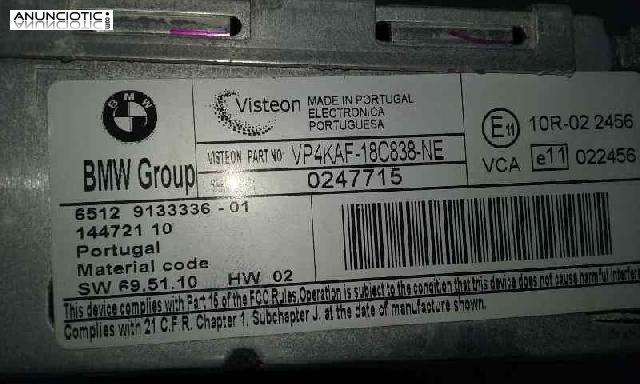 ANUNCIOTIC.COM
BMW
BMW Group
Visteon
MADE IN PORTUGAL
ELECTRONICA
PORTUGUESA
VISTEON PART NO: VP4KAF-18C838-NE
0247715
E11 10R-02 2456
VCA e11 022456
6512 9133336 -01
144721 10
Portugal
Material code
SW 69.51.10 HW 02
This device complies with Part 15 of the FCC Rules. Operation is subject to the condition that this device does not cause harmful interfe
Complies with 21 C.F.R. Chapter 1, Subchapter J, at the date of manufacture shown.